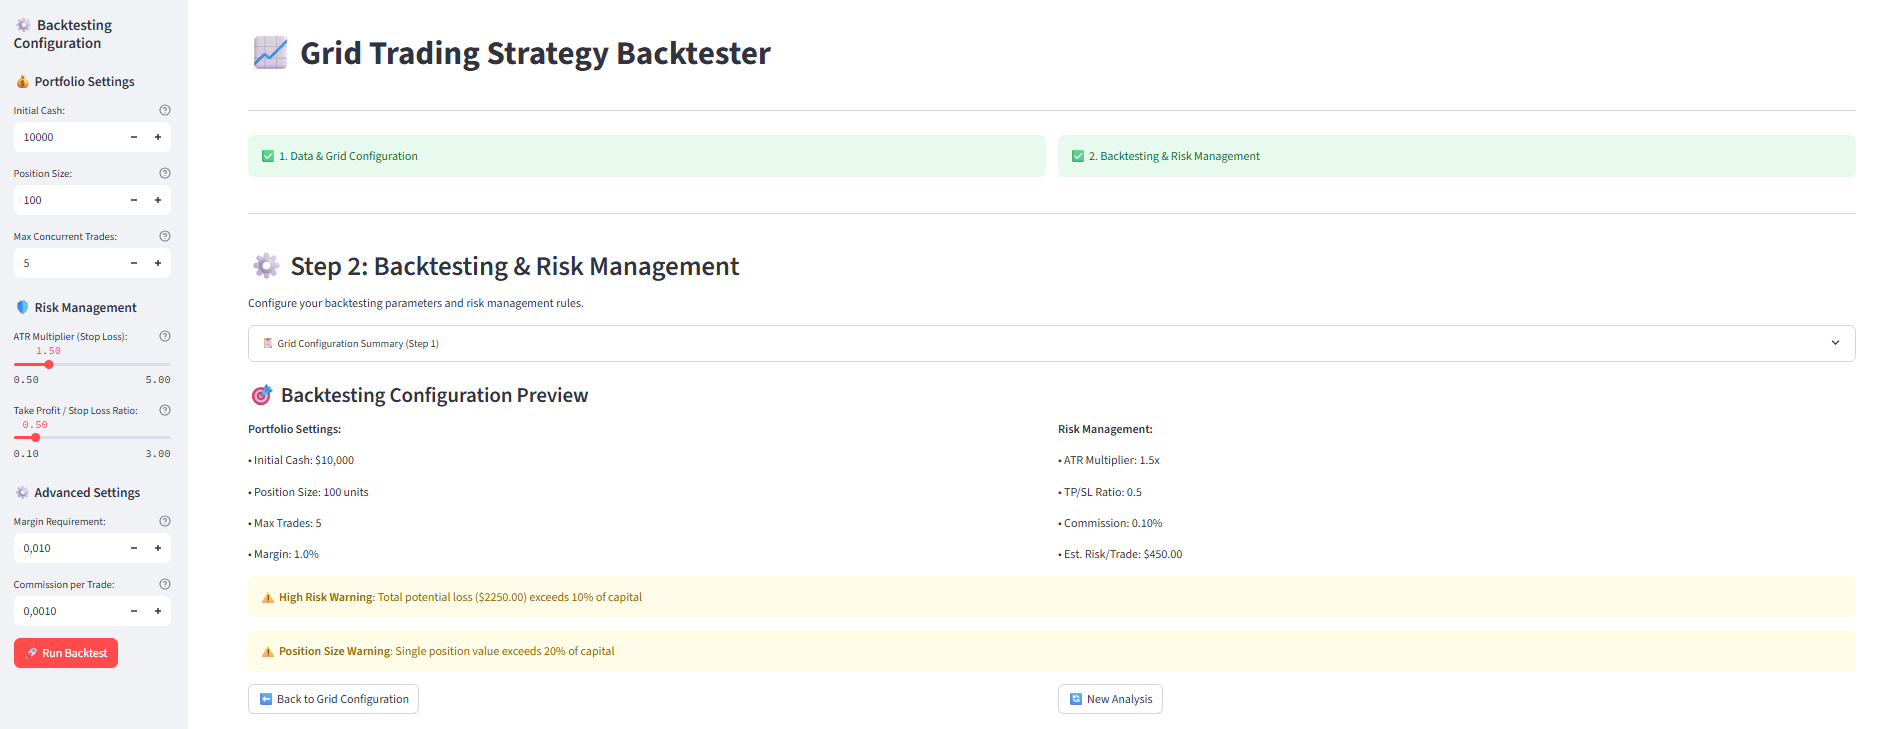 Backtesting
Configuration
Portfolio Settings
Initial Cash:
10000
Position Size:
100
Max Concurrent Trades:
5
Risk Management
ATR Multiplier (Stop Loss):
1.50
0.50 5.00
Take Profit / Stop Loss Ratio:
0.50
0.10 3.00
Advanced Settings
Margin Requirement:
0,010
Commission per Trade:
0,0010
Run Backtest
Grid Trading Strategy Backtester
1. Data & Grid Configuration
2. Backtesting & Risk Management
Step 2: Backtesting & Risk Management
Configure your backtesting parameters and risk management rules.
Grid Configuration Summary (Step 1)
Backtesting Configuration Preview
Portfolio Settings:
• Initial Cash: $10,000
• Position Size: 100 units
• Max Trades: 5
• Margin: 1.0%
Risk Management:
• ATR Multiplier: 1.5x
• TP/SL Ratio: 0.5
• Commission: 0.10%
• Est. Risk/Trade: $450.00
High Risk Warning: Total potential loss ($2250.00) exceeds 10% of capital
Position Size Warning: Single position value exceeds 20% of capital
Back to Grid Configuration
New Analysis